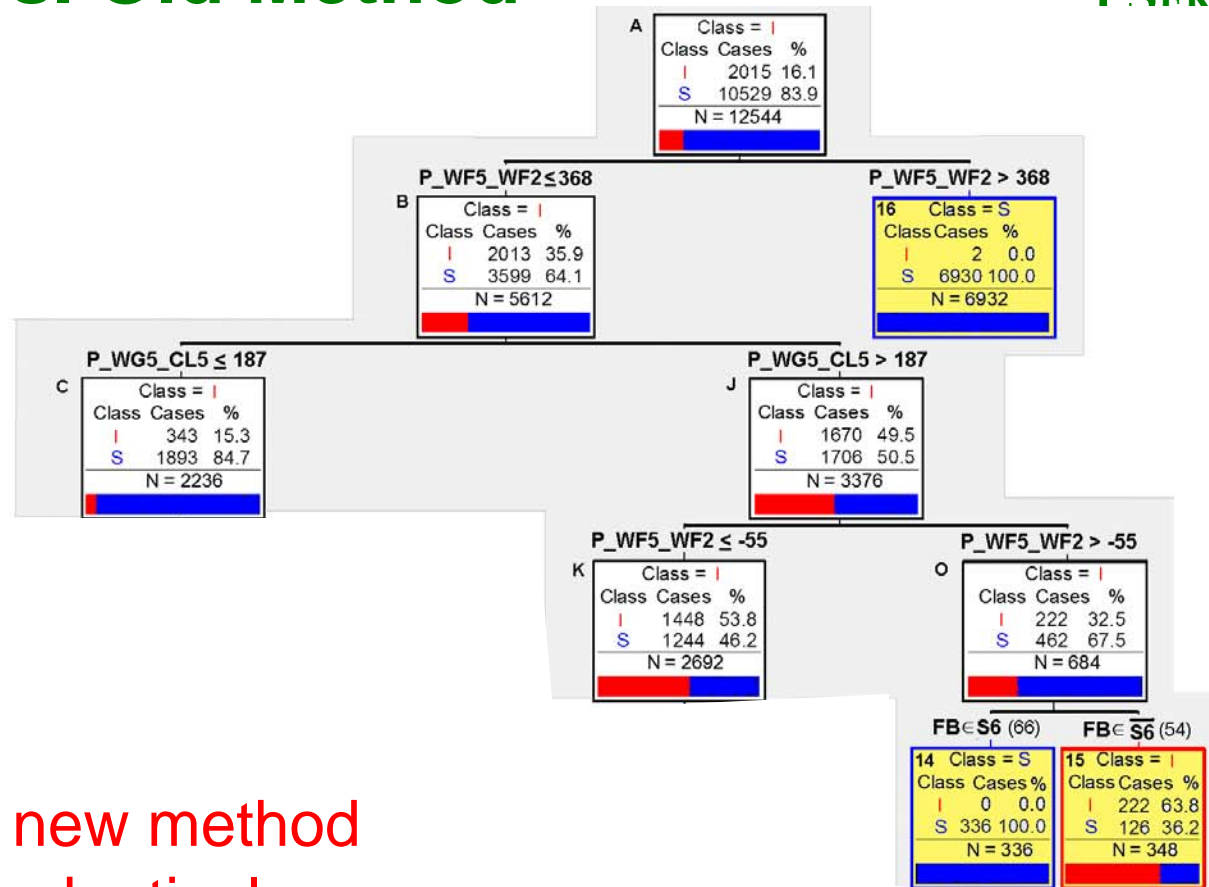 A
Class = I
Class Cases %
I 2015 16.1
S 10529 83.9
N = 12544
P_WF5_WF2≤368
P_WF5_WF2 > 368
B
Class = I
Class Cases %
I 2013 35.9
S 3599 64.1
N = 5612
16 Class = S
Class Cases %
I 2 0.0
S 6930 100.0
N = 6932
P_WG5_CL5 ≤ 187
P_WG5_CL5 > 187
C
Class = I
Class Cases %
I 343 15.3
S 1893 84.7
N = 2236
J
Class = I
Class Cases %
I 1670 49.5
S 1706 50.5
N = 3376
P_WF5_WF2 ≤ -55
P_WF5_WF2 > -55
K
Class = I
Class Cases %
I 1448 53.8
S 1244 46.2
N = 2692
O
Class = I
Class Cases %
I 222 32.5
S 462 67.5
N = 684
FB∈S6 (66)
FB∈ S̅6̅ (54)
14 Class = S
Class Cases %
I 0 0.0
S 336 100.0
N = 336
15 Class = I
Class Cases %
I 222 63.8
S 126 36.2
N = 348
new method